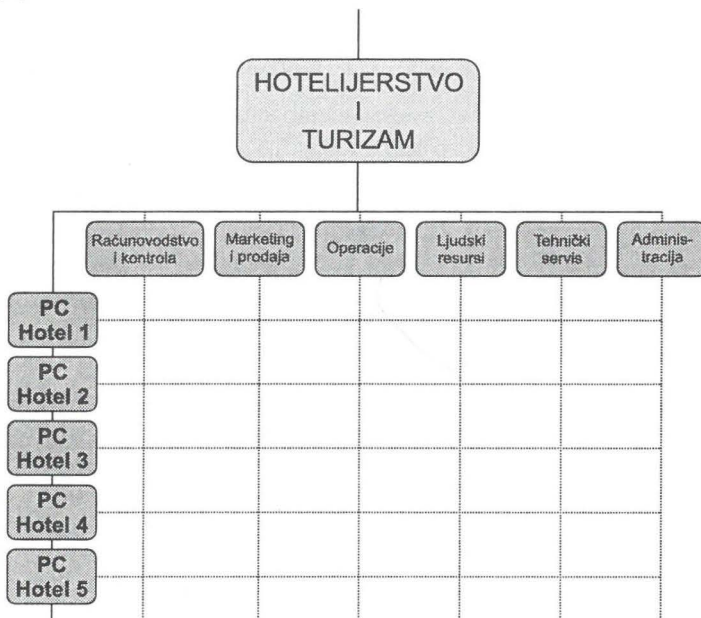 HOTELIJERSTVO
I
TURIZAM
Računovodstvo
i kontrola
Marketing
i prodaja
Operacije
Ljudski
resursi
Tehnički
servis
Adminis-
tracija
PC
Hotel 1
PC
Hotel 2
PC
Hotel 3
PC
Hotel 4
PC
Hotel 5